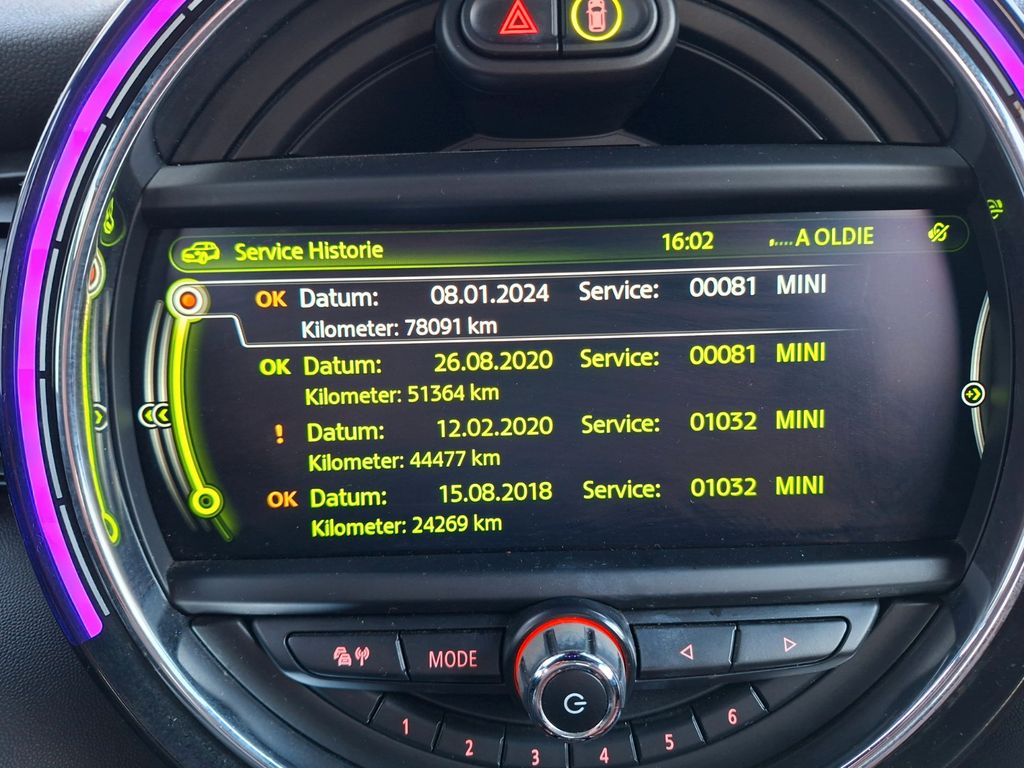 Service Historie 16:02 A OLDIE
OK Datum: 08.01.2024 Service: 00081 MINI
Kilometer: 78091 km
OK Datum: 26.08.2020 Service: 00081 MINI
Kilometer: 51364 km
! Datum: 12.02.2020 Service: 01032 MINI
Kilometer: 44477 km
OK Datum: 15.08.2018 Service: 01032 MINI
Kilometer: 24269 km
MODE
1 2 3 4 5 6